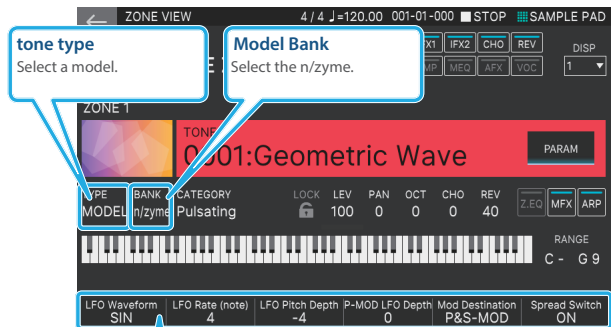 ZONE VIEW
4 / 4 ♩=120.00 001-01-000 STOP SAMPLE PAD
tone type
Select a model.
Model Bank
Select the n/zyme.
X1 IFX2 CHO REV
DISP
MP MEQ AFX VOC
1
ZONE 1
TONE
0001:Geometric Wave
PARAM
TYPE BANK CATEGORY LOCK LEV PAN OCT CHO REV
MODEL n/zyme Pulsating 100 0 0 0 40
Z.EQ MFX ARP
RANGE
C - G 9
LFO Waveform LFO Rate (note) LFO Pitch Depth P-MOD LFO Depth Mod Destination Spread Switch
SIN 4 -4 0 P&S-MOD ON